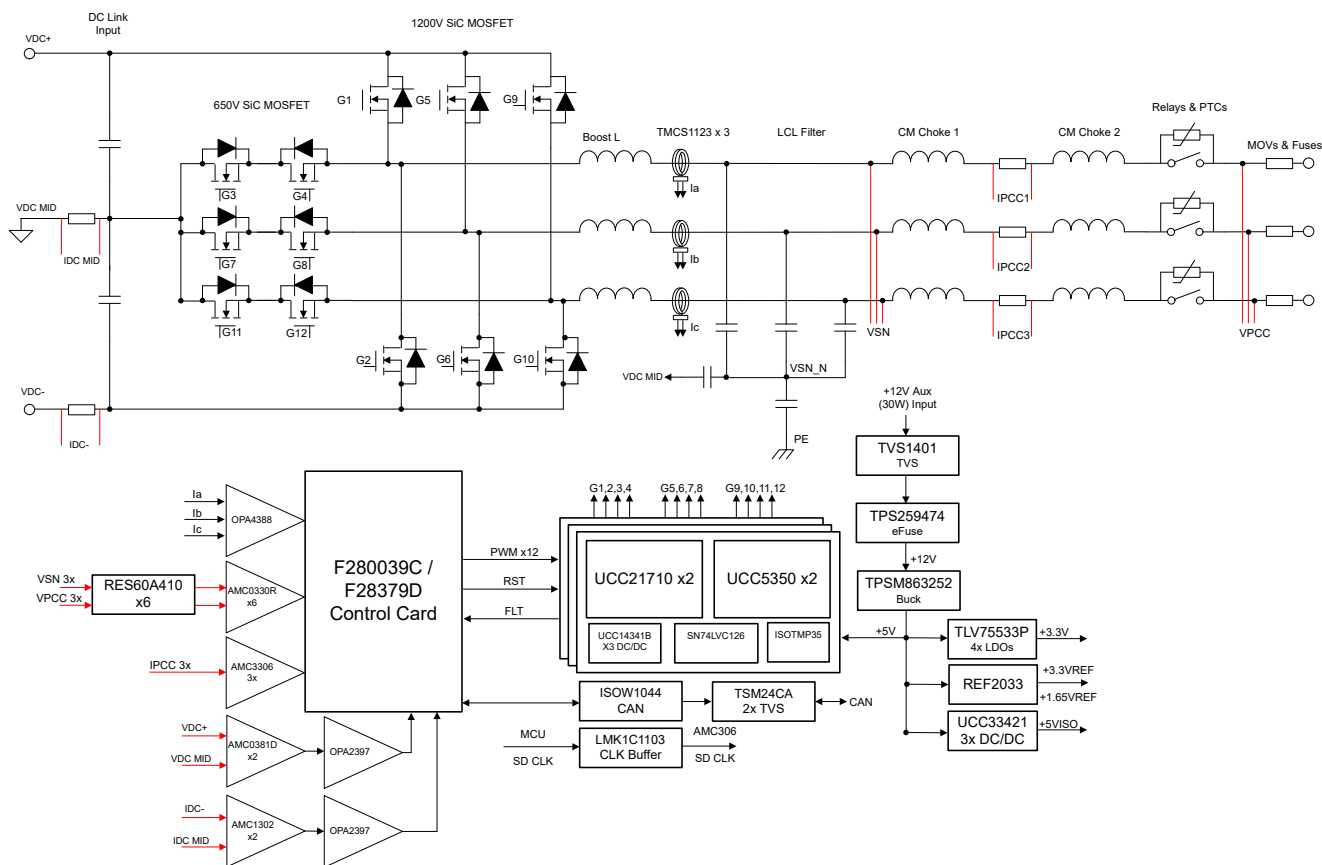 DC Link
Input
1200V SiC MOSFET
VDC+
650V SiC MOSFET
G1
G5
G9
Boost L
TMCS1123 x 3
LCL Filter
CM Choke 1
CM Choke 2
Relays & PTCs
MOVs & Fuses
G3
G4
Ia
IPCC1
VDC MID
IDC MID
G7
G8
Ib
IPCC2
G11
G12
Ic
VSN
IPCC3
VPCC
G2
G6
G10
VDC MID
VSN_N
VDC-
IDC-
PE
+12V Aux
(30W) Input
TVS1401
TVS
TPS259474
eFuse
+12V
TPSM863252
Buck
+5V
TLV75533P
4x LDOs
+3.3V
REF2033
+3.3VREF
+1.65VREF
UCC33421
3x DC/DC
+5VISO
Ia
Ib
Ic
OPA4388
VSN 3x
VPCC 3x
RES60A410
x6
AMC0330R
x6
IPCC 3x
AMC3306
3x
VDC+
VDC MID
AMC0381D
x2
OPA2397
IDC-
IDC MID
AMC1302
x2
OPA2397
F280039C /
F28379D
Control Card
PWM x12
RST
FLT
G1,2,3,4
G5,6,7,8
G9,10,11,12
UCC21710 x2
UCC5350 x2
UCC14341B
X3 DC/DC
SN74LVC126
ISOTMP35
ISOW1044
CAN
TSM24CA
2x TVS
CAN
MCU
SD CLK
LMK1C1103
CLK Buffer
AMC306
SD CLK